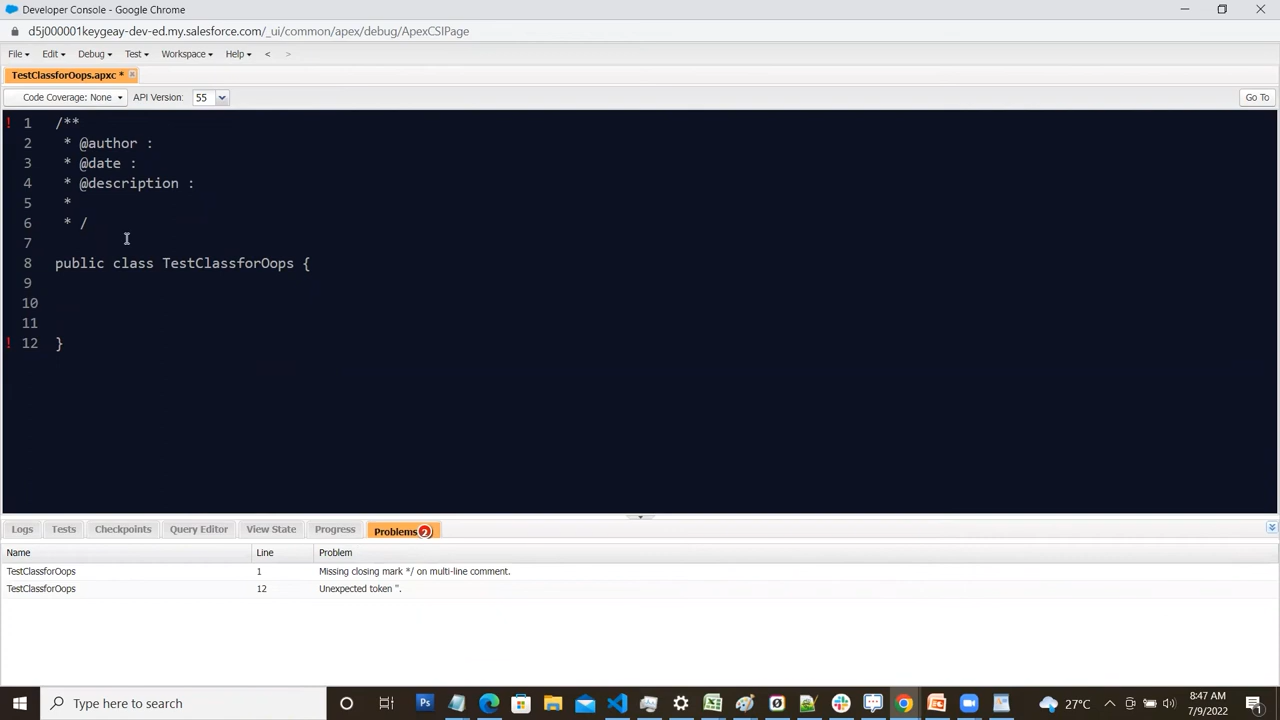 Developer Console - Google Chrome
d5j000001keygeay-dev-ed.my.salesforce.com/_ui/common/apex/debug/ApexCSIPage
File Edit Debug Test Workspace Help < >
TestClassforOops.apxc *
Code Coverage: None API Version: 55 Go To
! 1 /**
2 * @author :
3 * @date :
4 * @description :
5 *
6 * /
7
8 public class TestClassforOops {
9
10
11
! 12 }
Logs Tests Checkpoints Query Editor View State Progress Problems 2
Name Line Problem
TestClassforOops 1 Missing closing mark */ on multi-line comment.
TestClassforOops 12 Unexpected token ''.
Type here to search
27°C
8:47 AM
7/9/2022